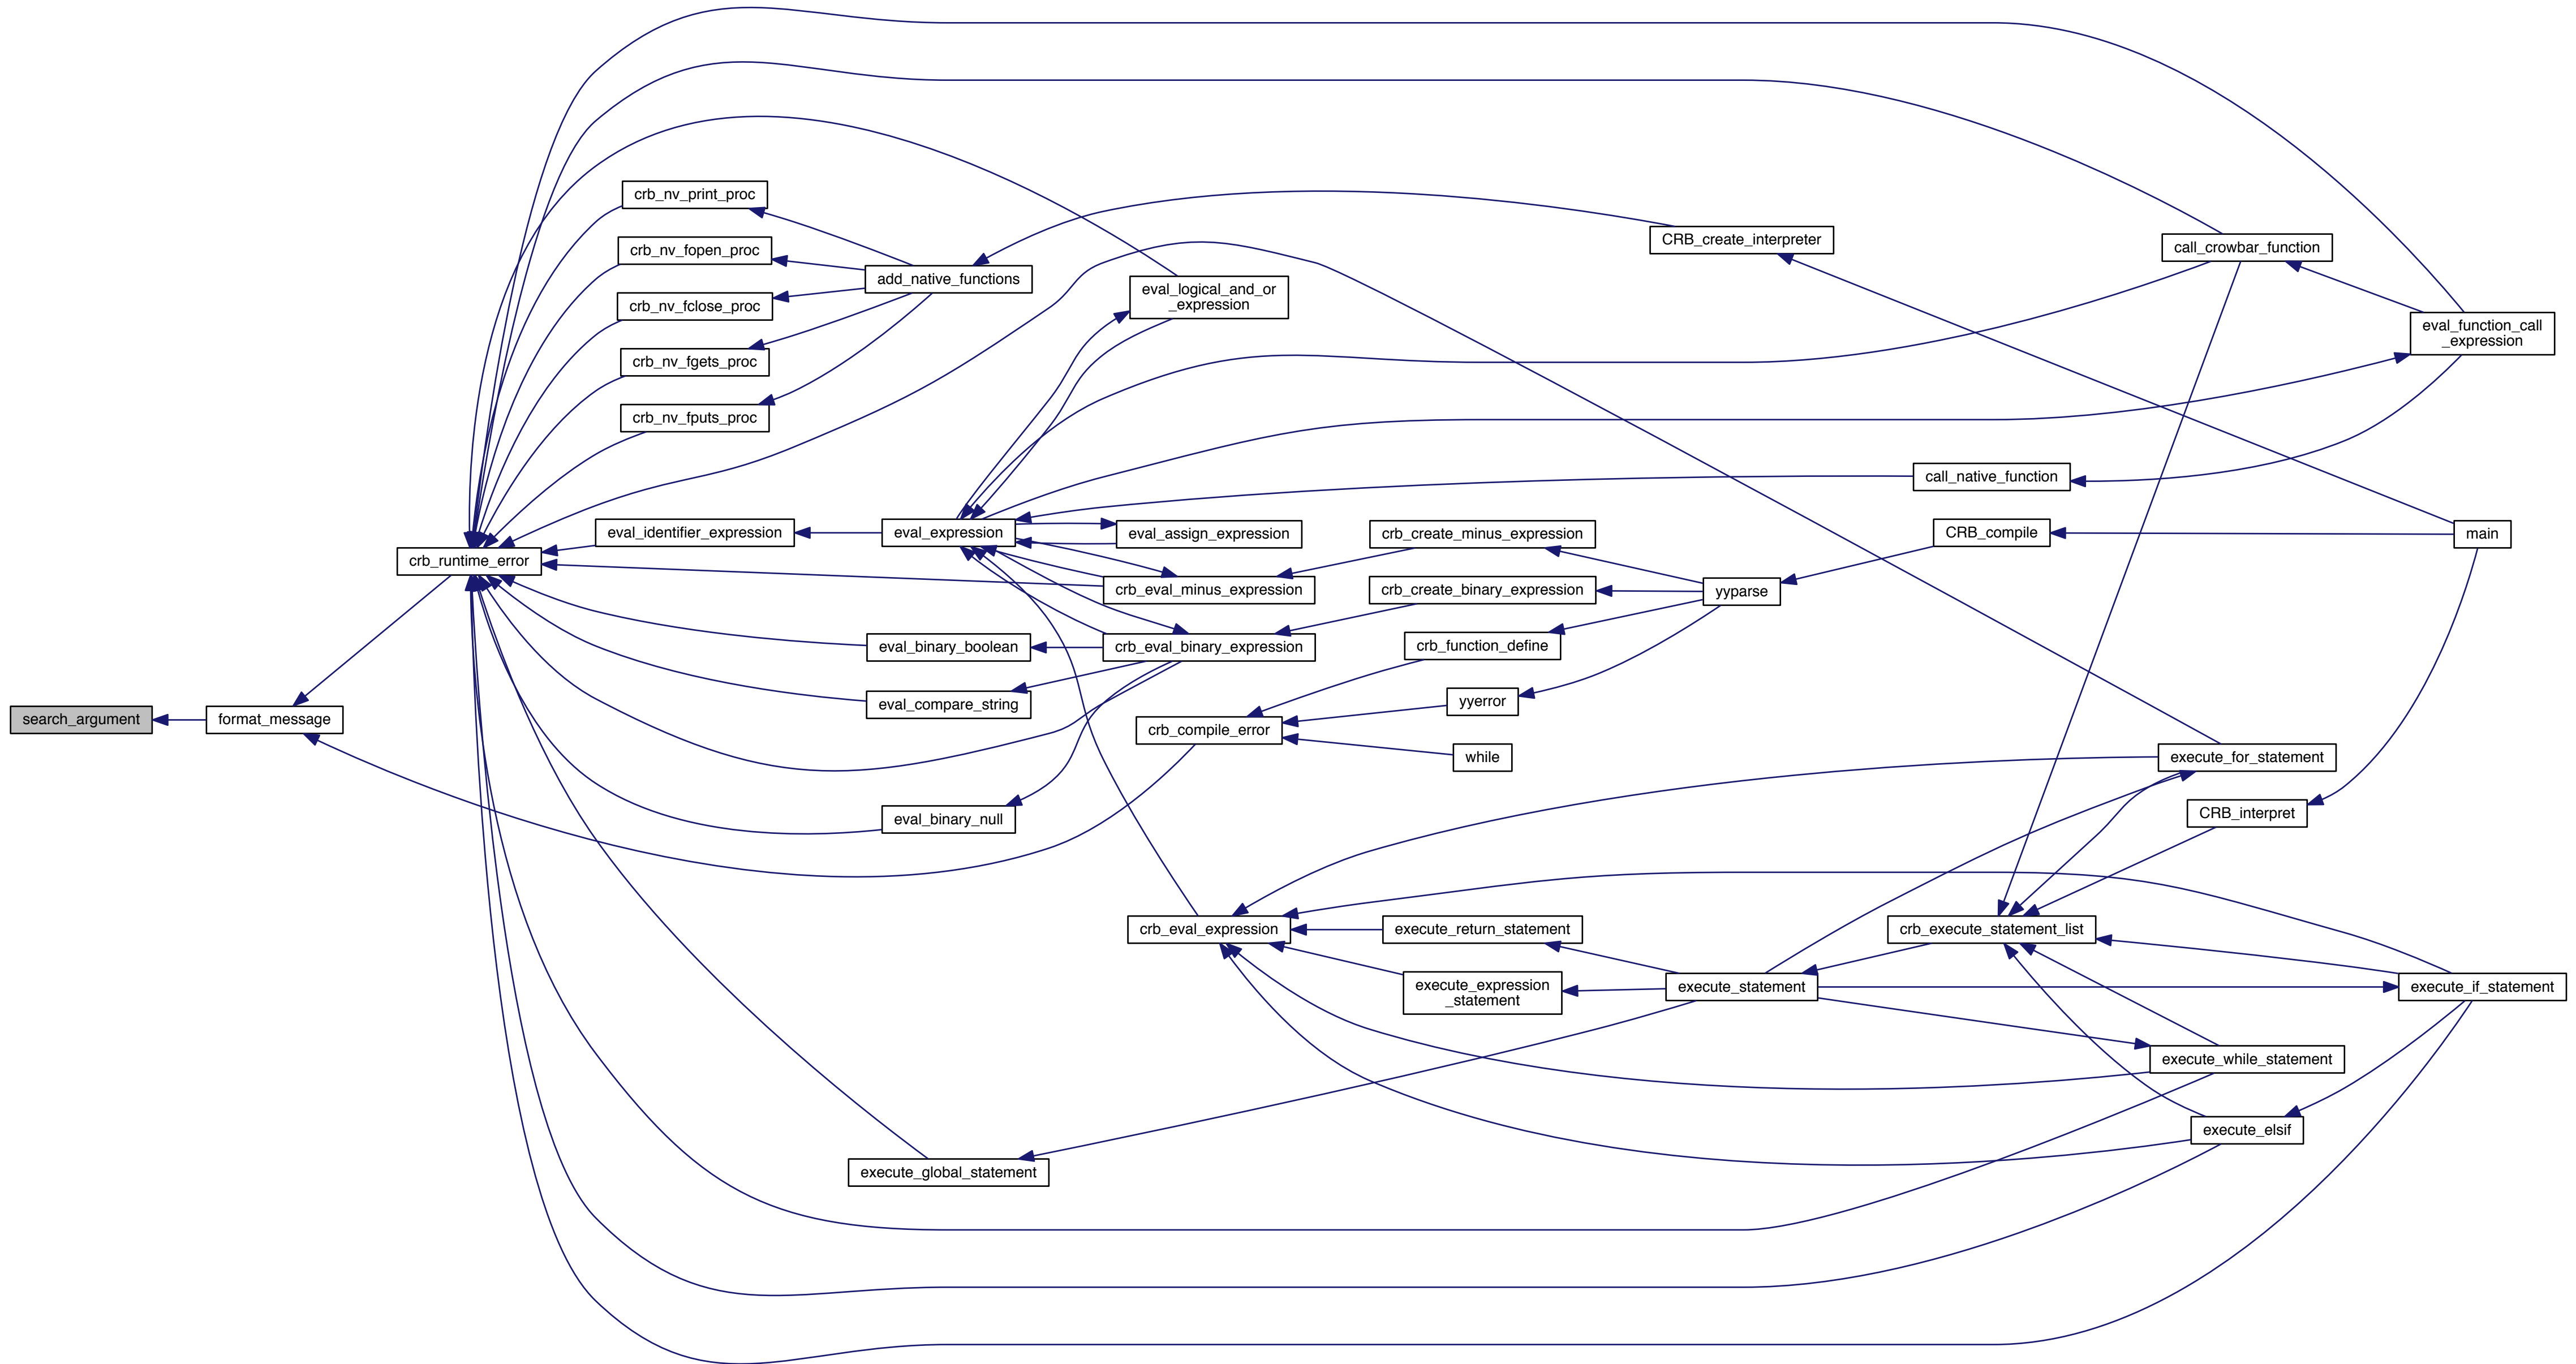 search_argument
format_message
crb_runtime_error
crb_nv_print_proc
crb_nv_fopen_proc
crb_nv_fclose_proc
crb_nv_fgets_proc
crb_nv_fputs_proc
eval_identifier_expression
add_native_functions
eval_expression
eval_binary_boolean
eval_compare_string
eval_binary_null
execute_global_statement
eval_logical_and_or
_expression
eval_assign_expression
crb_eval_minus_expression
crb_eval_binary_expression
crb_compile_error
crb_eval_expression
crb_create_minus_expression
crb_create_binary_expression
crb_function_define
yyerror
while
execute_return_statement
execute_expression
_statement
CRB_create_interpreter
yyparse
execute_statement
call_native_function
CRB_compile
crb_execute_statement_list
call_crowbar_function
execute_for_statement
CRB_interpret
execute_while_statement
execute_elsif
eval_function_call
_expression
main
execute_if_statement